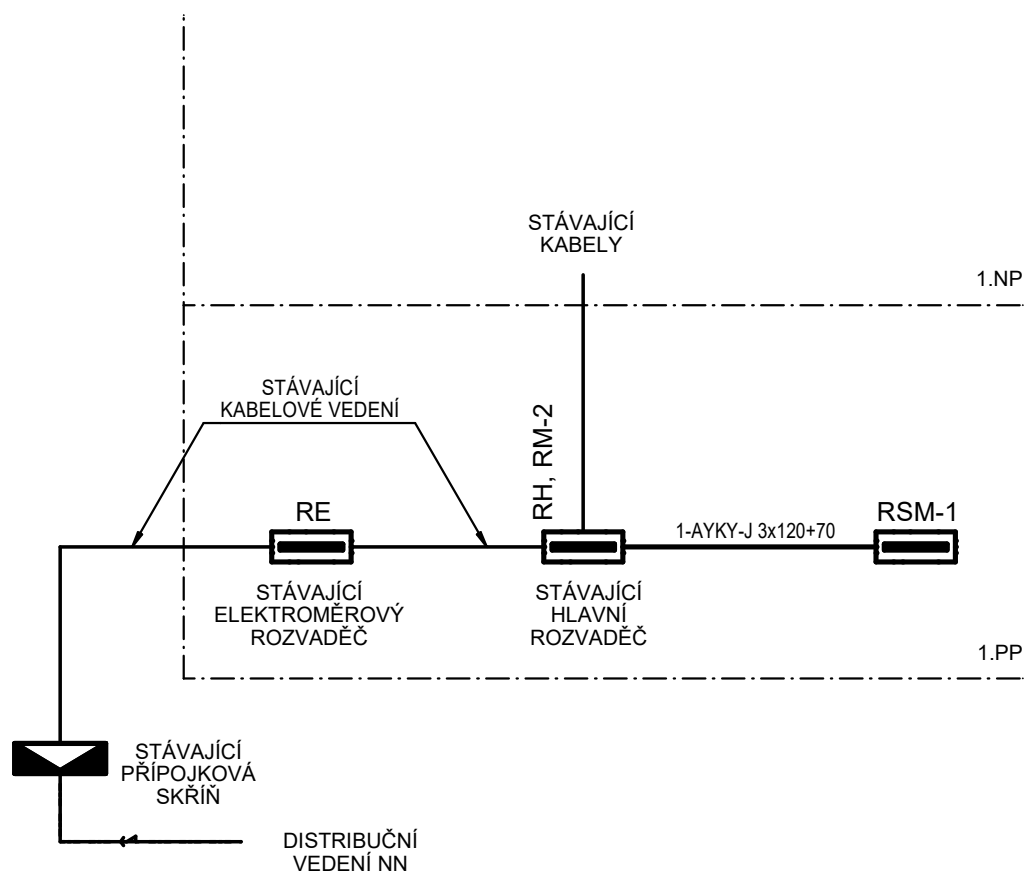 STÁVAJÍCÍ
KABELY
1.NP
STÁVAJÍCÍ
KABELOVÉ VEDENÍ
RH, RM-2
RE
1-AYKY-J 3x120+70
RSM-1
STÁVAJÍCÍ
ELEKTROMĚROVÝ
ROZVADĚČ
STÁVAJÍCÍ
HLAVNÍ
ROZVADĚČ
1.PP
STÁVAJÍCÍ
PŘÍPOJKOVÁ
SKŘÍŇ
DISTRIBUČNÍ
VEDENÍ NN